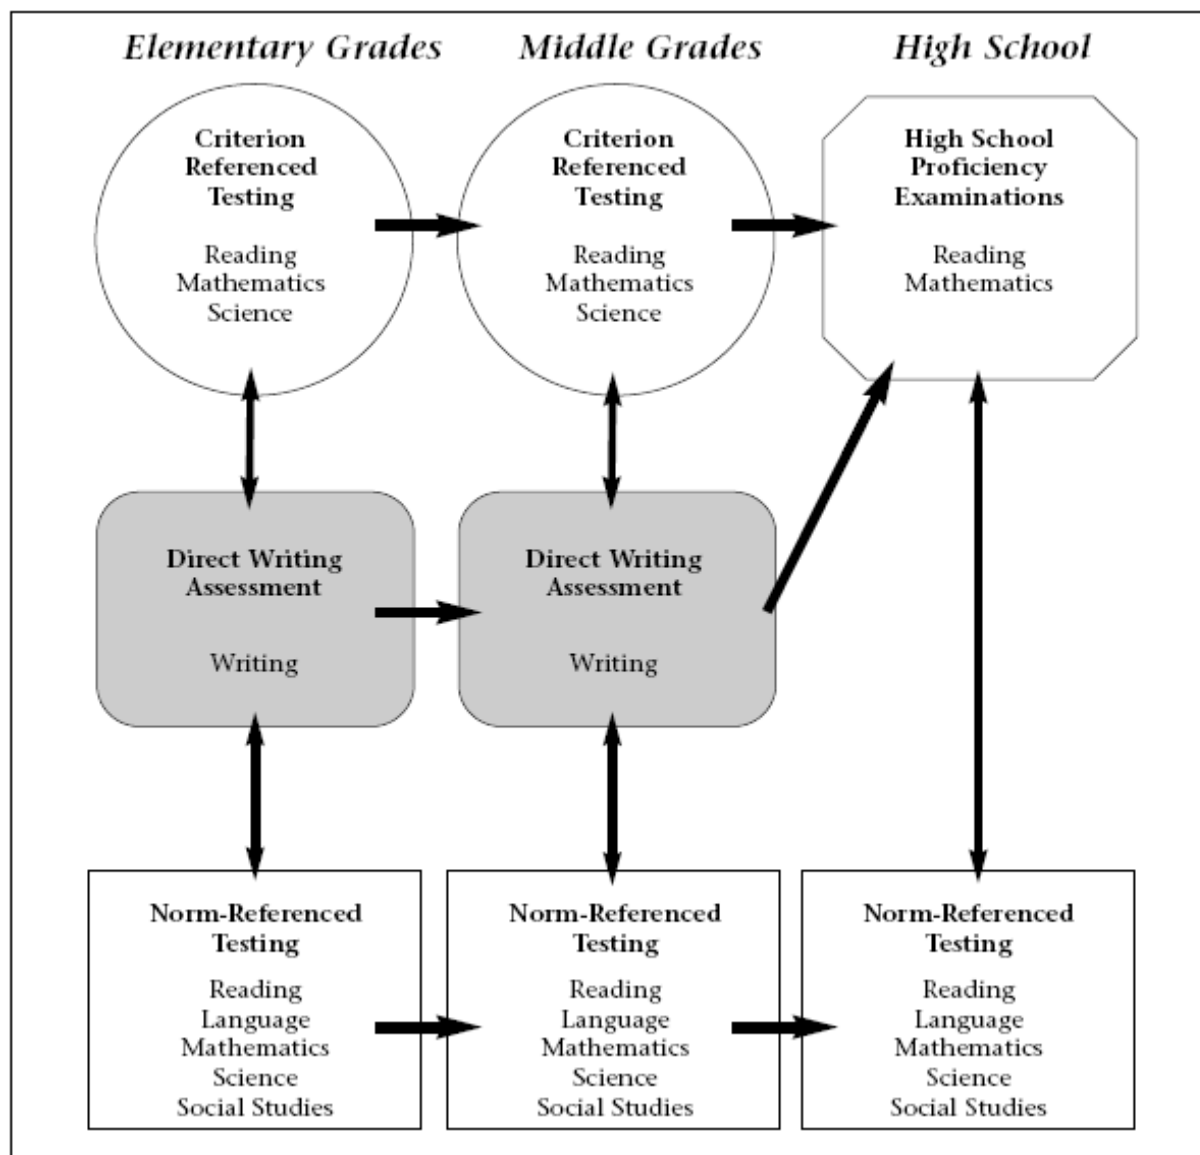 Elementary Grades
Middle Grades
High School
Criterion
Referenced
Testing
Reading
Mathematics
Science
Criterion
Referenced
Testing
Reading
Mathematics
Science
High School
Proficiency
Examinations
Reading
Mathematics
Direct Writing
Assessment
Writing
Direct Writing
Assessment
Writing
Norm-Referenced
Testing
Reading
Language
Mathematics
Science
Social Studies
Norm-Referenced
Testing
Reading
Language
Mathematics
Science
Social Studies
Norm-Referenced
Testing
Reading
Language
Mathematics
Science
Social Studies